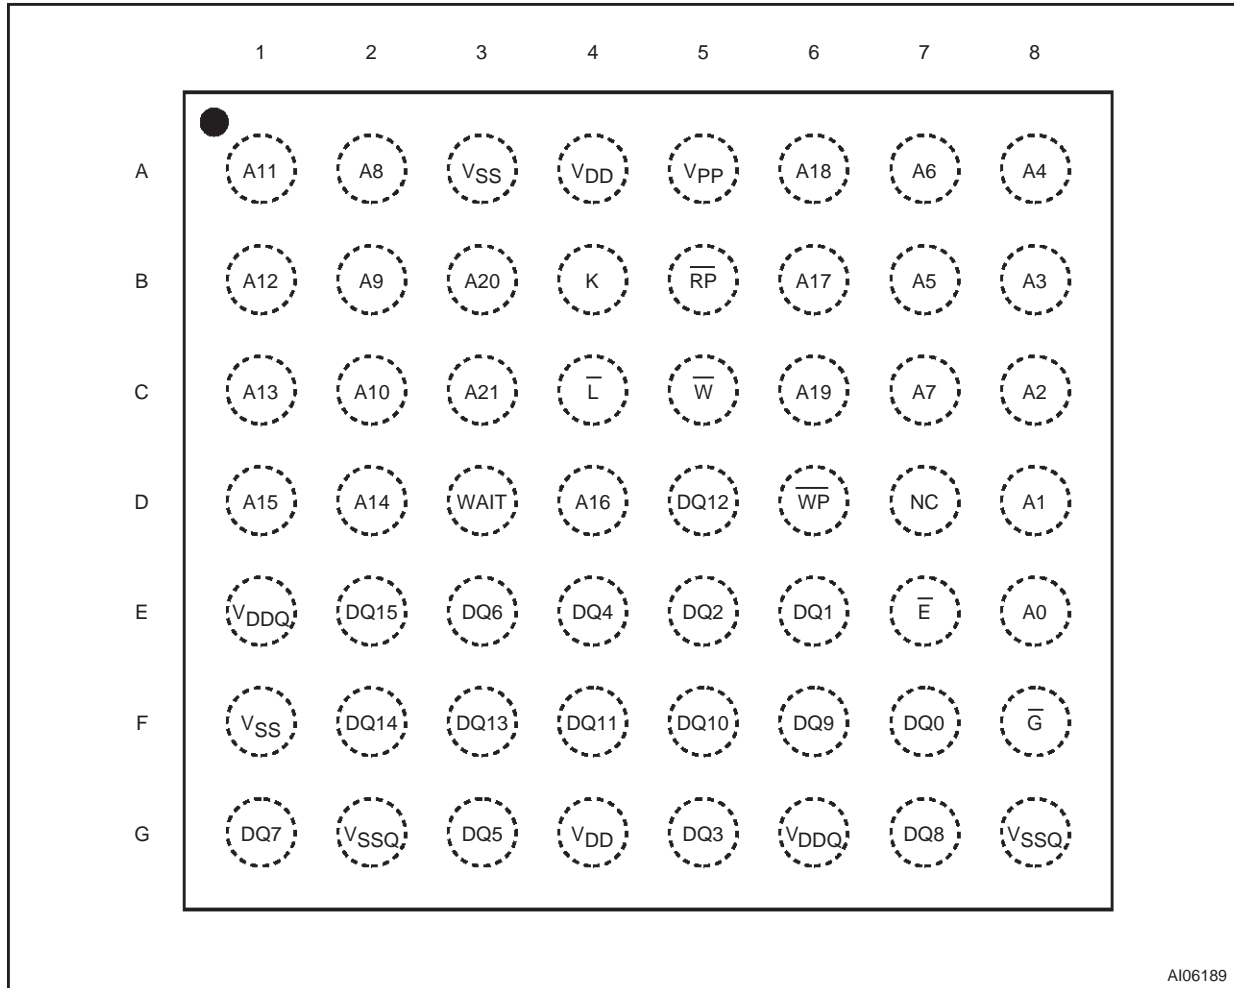 1 2 3 4 5 6 7 8
A A11 A8 VSS VDD VPP A18 A6 A4
B A12 A9 A20 K R̅P̅ A17 A5 A3
C A13 A10 A21 L̅ W̅ A19 A7 A2
D A15 A14 WAIT A16 DQ12 W̅P̅ NC A1
E VDDQ DQ15 DQ6 DQ4 DQ2 DQ1 E̅ A0
F VSS DQ14 DQ13 DQ11 DQ10 DQ9 DQ0 G̅
G DQ7 VSSQ DQ5 VDD DQ3 VDDQ DQ8 VSSQ
AI06189